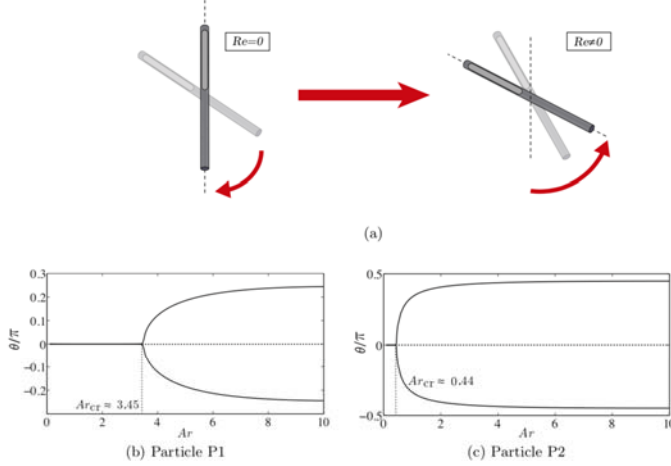 Re=0
Re≠0
(a)
0.3
0.2
0.1
0
−0.1
−0.2
θ/π
Ar_cr ≈ 3.45
0 2 4 6 8 10
Ar
(b) Particle P1
0.5
0
−0.5
θ/π
Ar_cr ≈ 0.44
0 2 4 6 8 10
Ar
(c) Particle P2